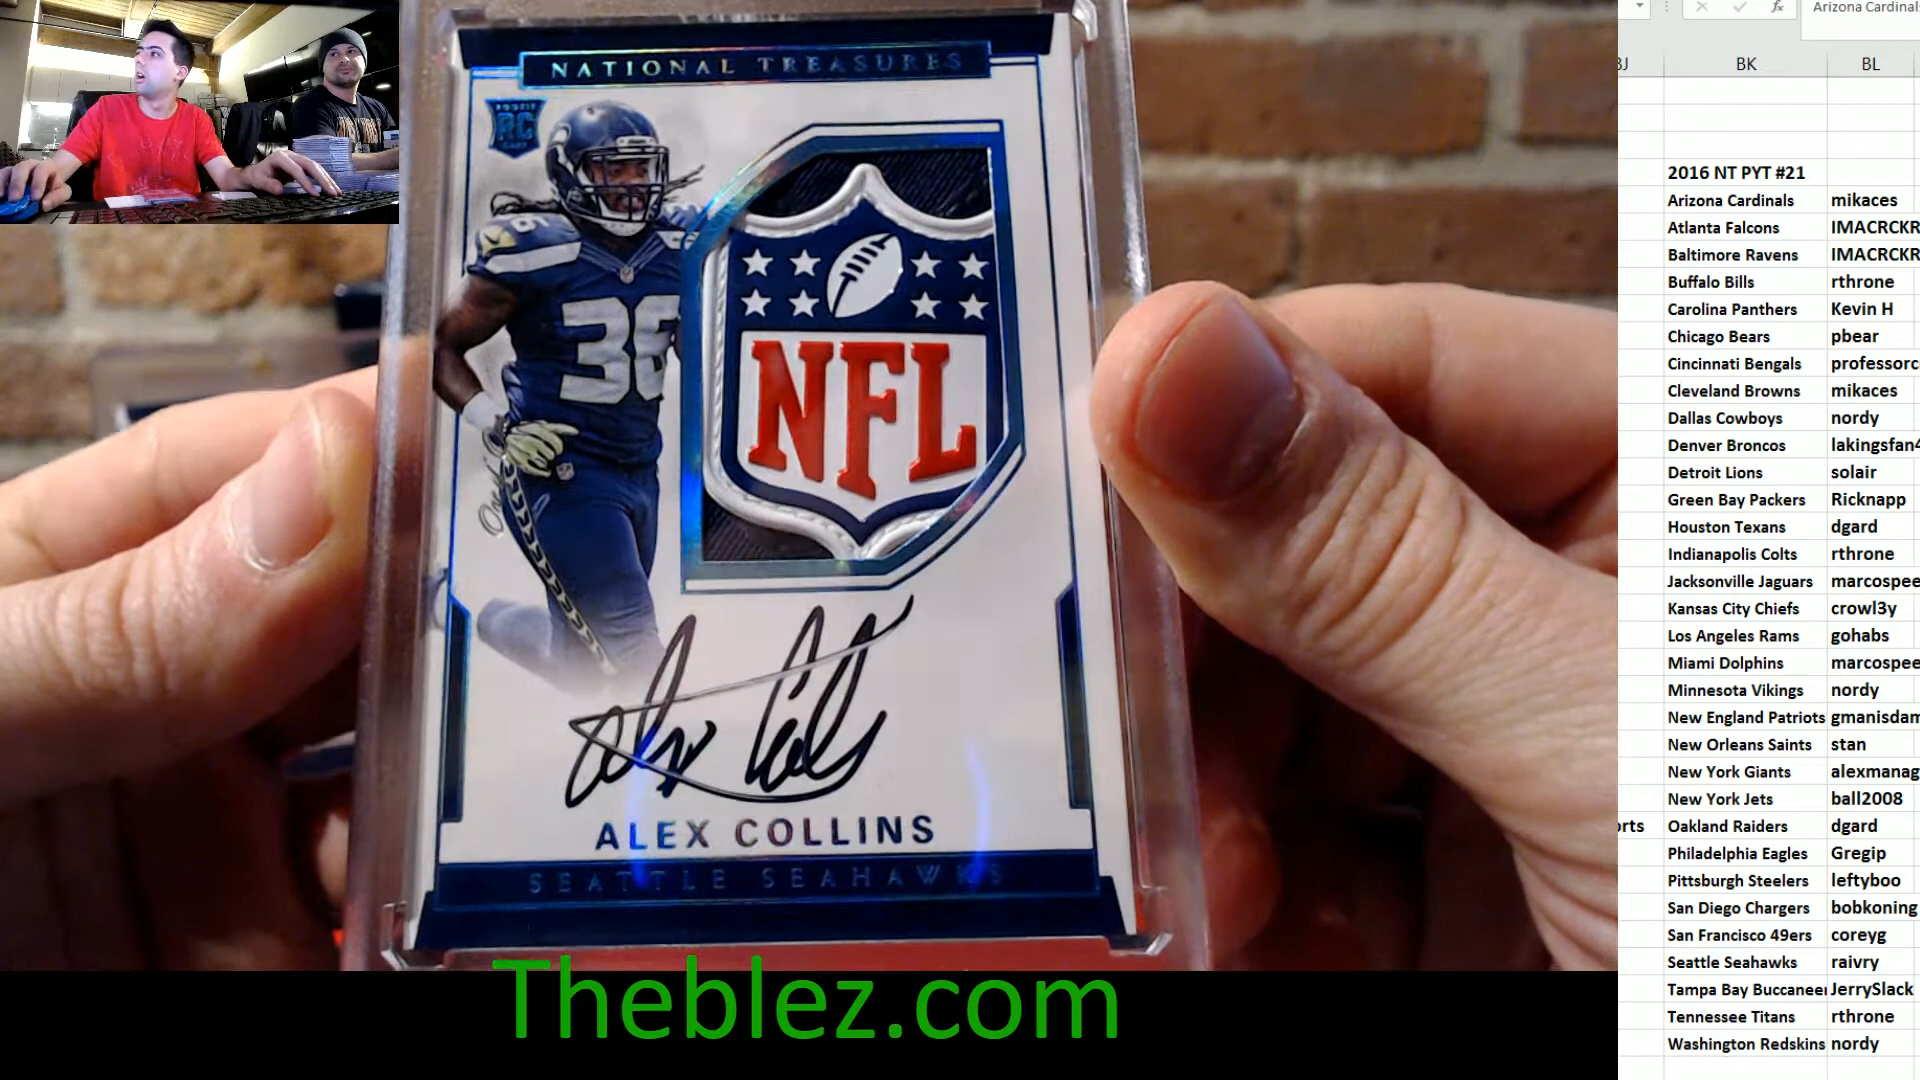 NATIONAL TREASURES
RC
36
NFL
ALEX COLLINS
SEATTLE SEAHAWKS
Theblez.com
fx
Arizona Cardinal
BJ BK BL
2016 NT PYT #21
Arizona Cardinals mikaces
Atlanta Falcons IMACRCKR
Baltimore Ravens IMACRCKR
Buffalo Bills rthrone
Carolina Panthers Kevin H
Chicago Bears pbear
Cincinnati Bengals professorc
Cleveland Browns mikaces
Dallas Cowboys nordy
Denver Broncos lakingsfan4
Detroit Lions solair
Green Bay Packers Ricknapp
Houston Texans dgard
Indianapolis Colts rthrone
Jacksonville Jaguars marcospee
Kansas City Chiefs crowl3y
Los Angeles Rams gohabs
Miami Dolphins marcospee
Minnesota Vikings nordy
New England Patriots gmanisdam
New Orleans Saints stan
New York Giants alexmanag
New York Jets ball2008
orts Oakland Raiders dgard
Philadelphia Eagles Gregip
Pittsburgh Steelers leftyboo
San Diego Chargers bobkoning
San Francisco 49ers coreyg
Seattle Seahawks raivry
Tampa Bay Buccaneer JerrySlack
Tennessee Titans rthrone
Washington Redskins nordy